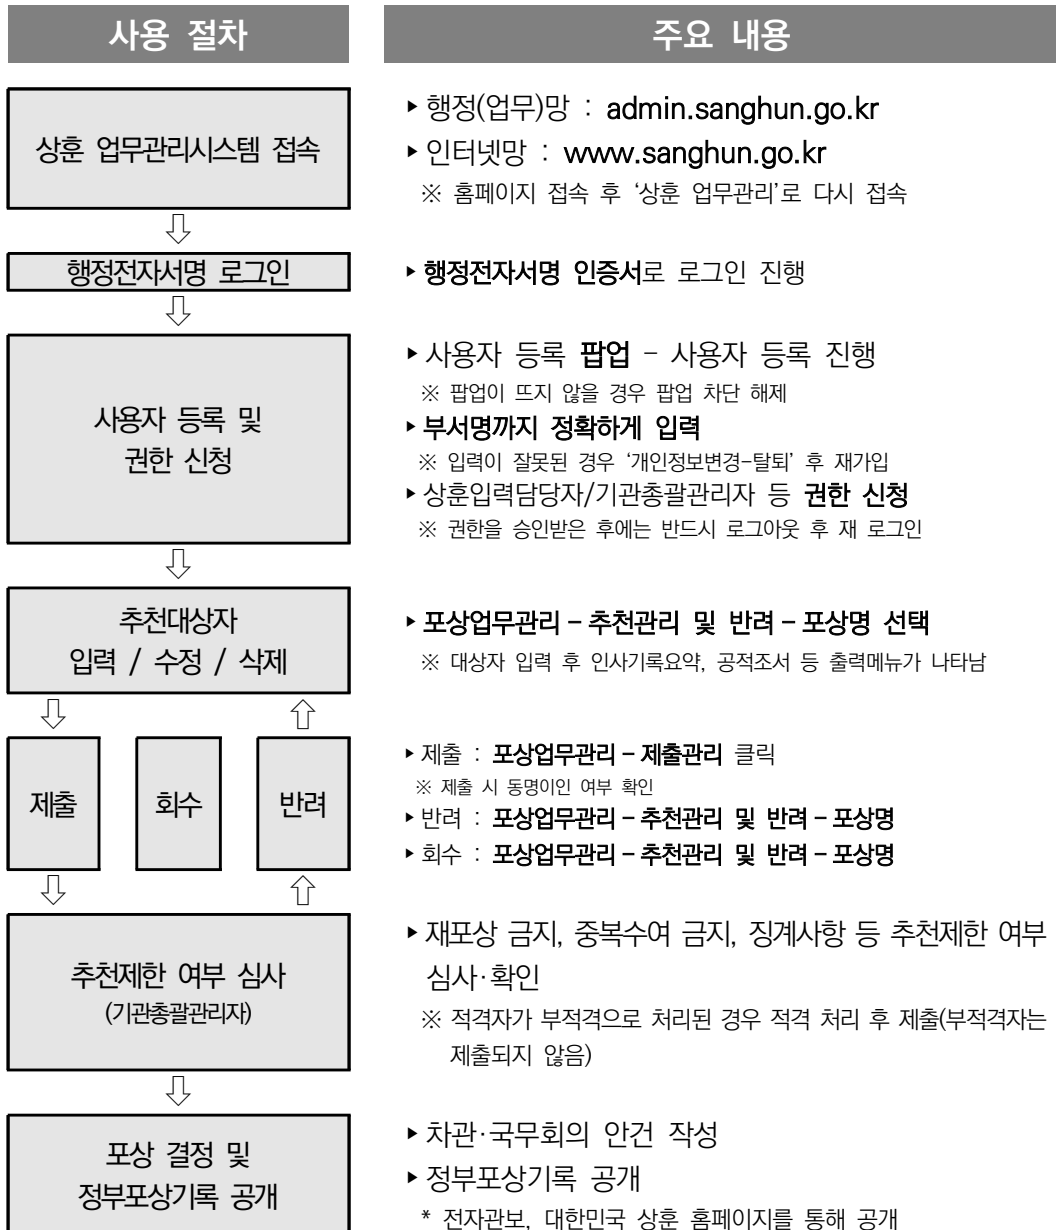 사용 절차
주요 내용
상훈 업무관리시스템 접속
▸행정(업무)망 : admin.sanghun.go.kr
▸인터넷망 : www.sanghun.go.kr
※ 홈페이지 접속 후 ‘상훈 업무관리’로 다시 접속
행정전자서명 로그인
▸행정전자서명 인증서로 로그인 진행
사용자 등록 및
권한 신청
▸사용자 등록 팝업 - 사용자 등록 진행
※ 팝업이 뜨지 않을 경우 팝업 차단 해제
▸부서명까지 정확하게 입력
※ 입력이 잘못된 경우 ‘개인정보변경-탈퇴’ 후 재가입
▸상훈입력담당자/기관총괄관리자 등 권한 신청
※ 권한을 승인받은 후에는 반드시 로그아웃 후 재 로그인
추천대상자
입력 / 수정 / 삭제
▸포상업무관리 – 추천관리 및 반려 – 포상명 선택
※ 대상자 입력 후 인사기록요약, 공적조서 등 출력메뉴가 나타남
제출
회수
반려
▸제출 : 포상업무관리 – 제출관리 클릭
※ 제출 시 동명이인 여부 확인
▸반려 : 포상업무관리 – 추천관리 및 반려 – 포상명
▸회수 : 포상업무관리 – 추천관리 및 반려 – 포상명
추천제한 여부 심사
(기관총괄관리자)
▸재포상 금지, 중복수여 금지, 징계사항 등 추천제한 여부
심사·확인
※ 적격자가 부적격으로 처리된 경우 적격 처리 후 제출(부적격자는
제출되지 않음)
포상 결정 및
정부포상기록 공개
▸차관·국무회의 안건 작성
▸정부포상기록 공개
* 전자관보, 대한민국 상훈 홈페이지를 통해 공개